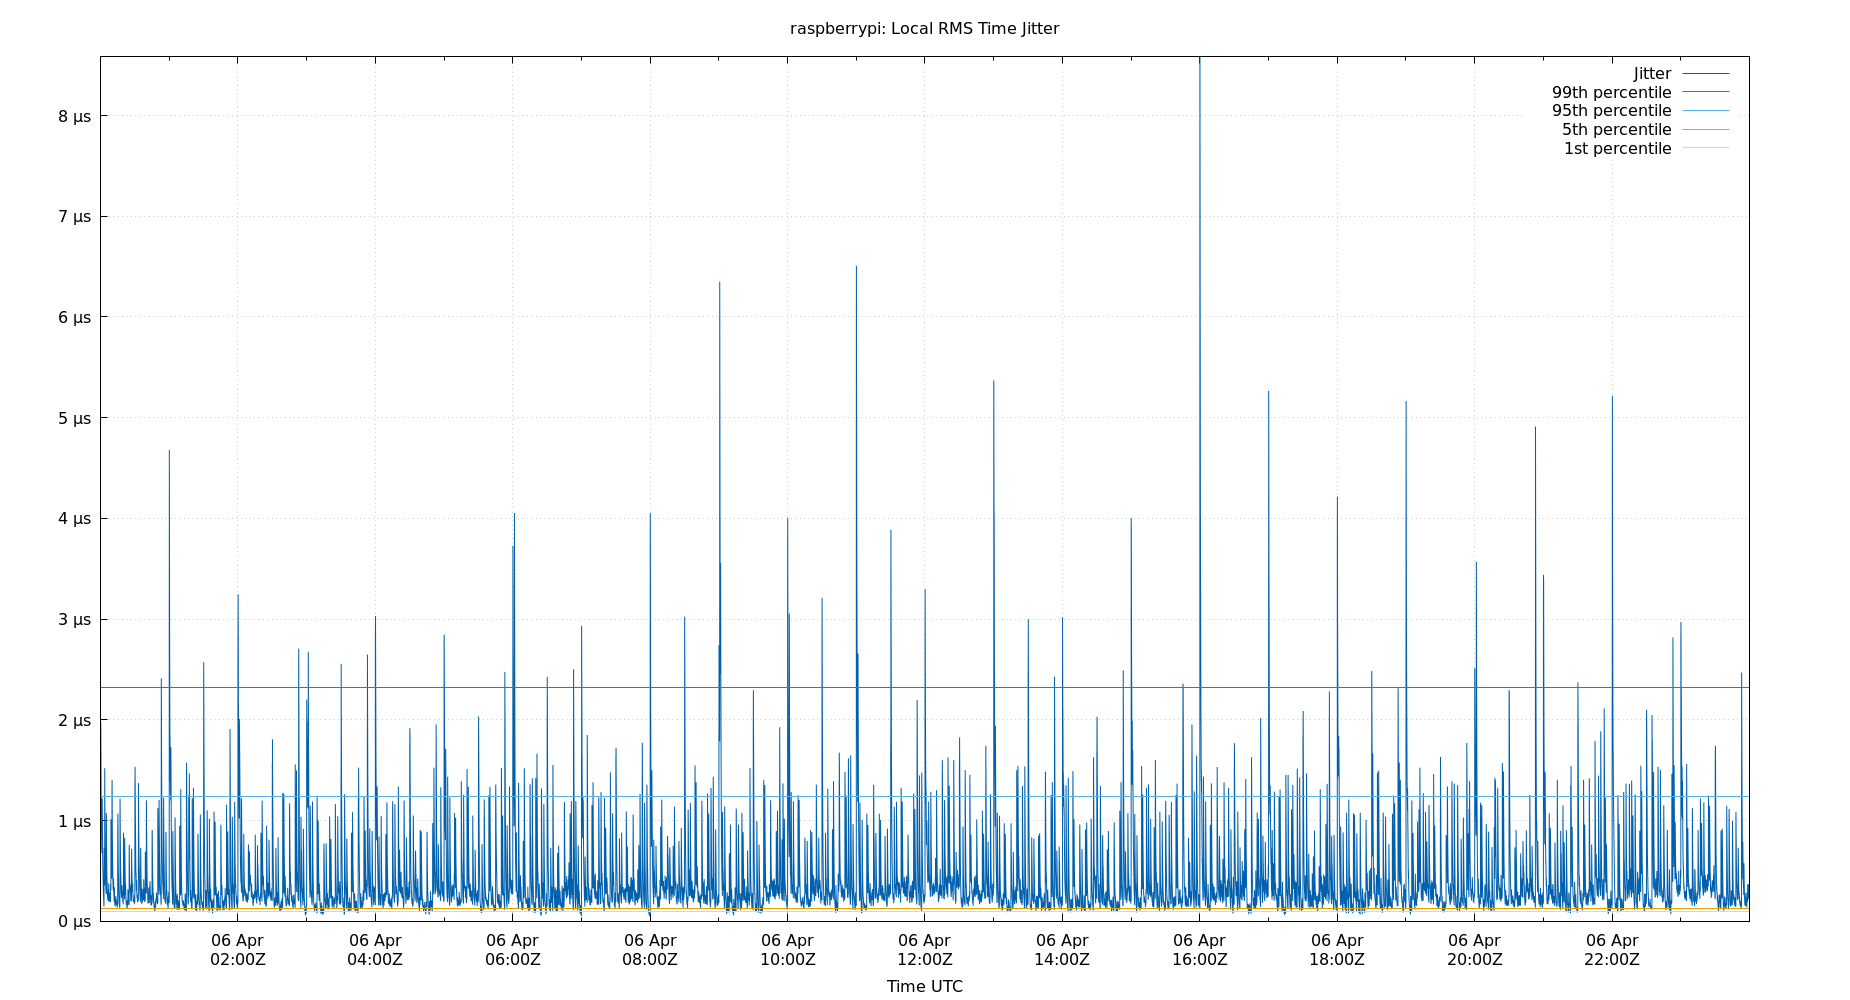 raspberrypi: Local RMS Time Jitter
Jitter
99th percentile
95th percentile
5th percentile
1st percentile
8 µs
7 µs
6 µs
5 µs
4 µs
3 µs
2 µs
1 µs
0 µs
06 Apr 06 Apr 06 Apr 06 Apr 06 Apr 06 Apr 06 Apr 06 Apr 06 Apr 06 Apr 06 Apr
02:00Z 04:00Z 06:00Z 08:00Z 10:00Z 12:00Z 14:00Z 16:00Z 18:00Z 20:00Z 22:00Z
Time UTC